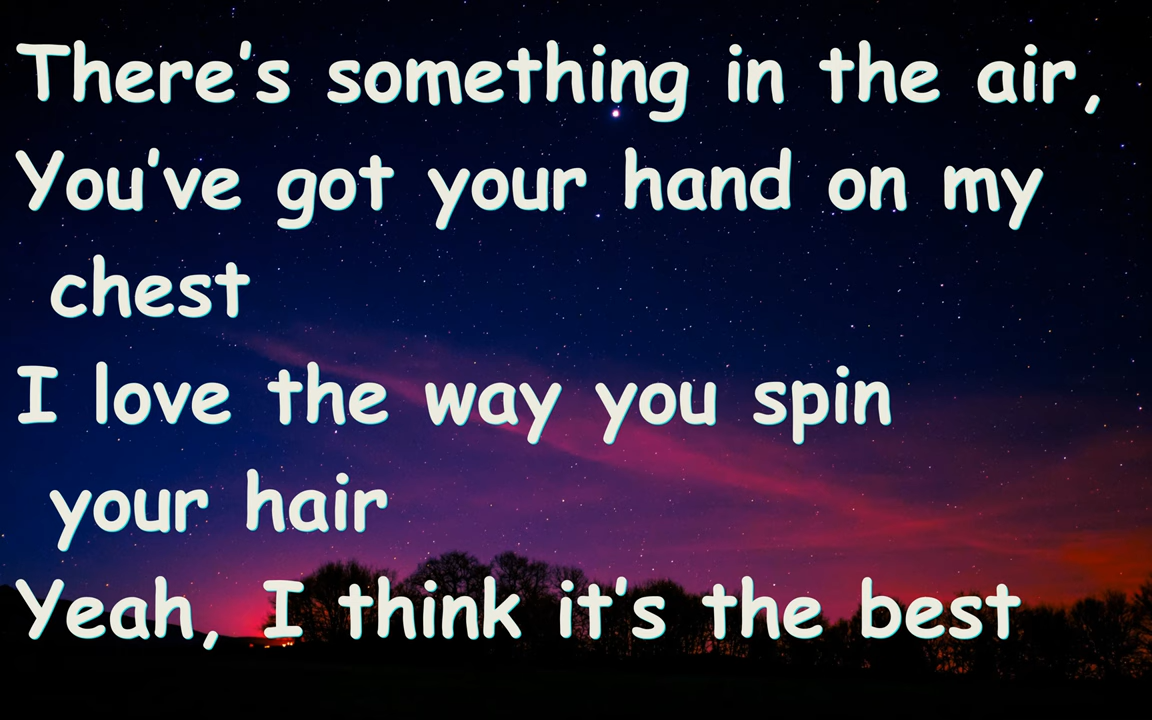 There's something in the air,
You've got your hand on my
chest
I love the way you spin
your hair
Yeah, I think it's the best